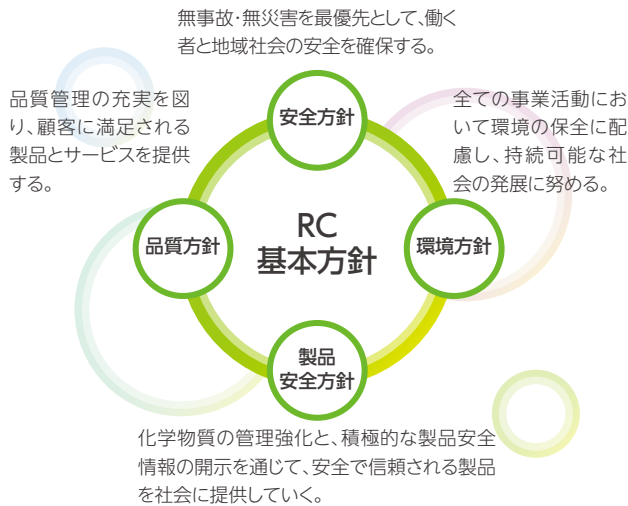 無事故・無災害を最優先として、働く
者と地域社会の安全を確保する。
安全方針
品質管理の充実を図
り、顧客に満足される
製品とサービスを提供
する。
全ての事業活動にお
いて環境の保全に配
慮し、持続可能な社
会の発展に努める。
品質方針
RC
基本方針
環境方針
製品
安全方針
化学物質の管理強化と、積極的な製品安全
情報の開示を通じて、安全で信頼される製品
を社会に提供していく。